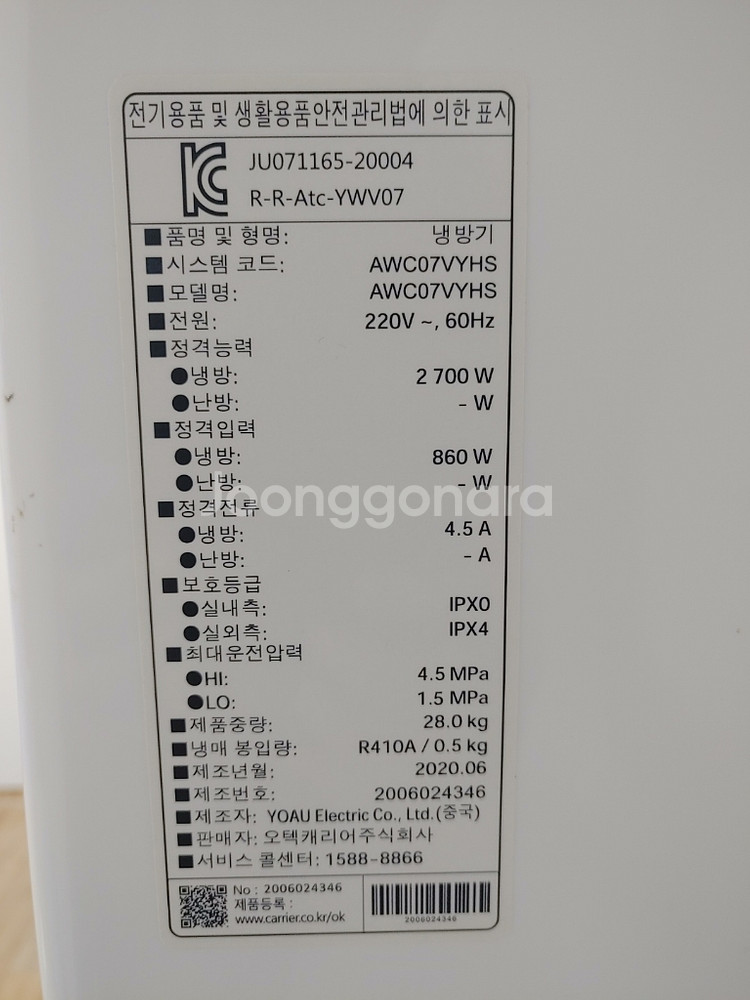 전기용품 및 생활용품안전관리법에 의한 표시
JU071165-20004
R-R-Atc-YWV07
■품명 및 형명: 냉방기
■시스템 코드: AWC07VYHS
■모델명: AWC07VYHS
■전원: 220V ~, 60Hz
■정격능력
●냉방: 2 700 W
●난방: - W
■정격입력
●냉방: 860 W
●난방: - W
joonggonara
■정격전류
●냉방: 4.5 A
●난방: - A
■보호등급
●실내측: IPX0
●실외측: IPX4
■최대운전압력
●HI: 4.5 MPa
●LO: 1.5 MPa
■제품중량: 28.0 kg
■냉매 봉입량: R410A / 0.5 kg
■제조년월: 2020.06
■제조번호: 2006024346
■제조자: YOAU Electric Co., Ltd.(중국)
■판매자: 오텍캐리어주식회사
■서비스 콜센터: 1588-8866
No : 2006024346
제품등록 :
www.carrier.co.kr/ok
2006024346